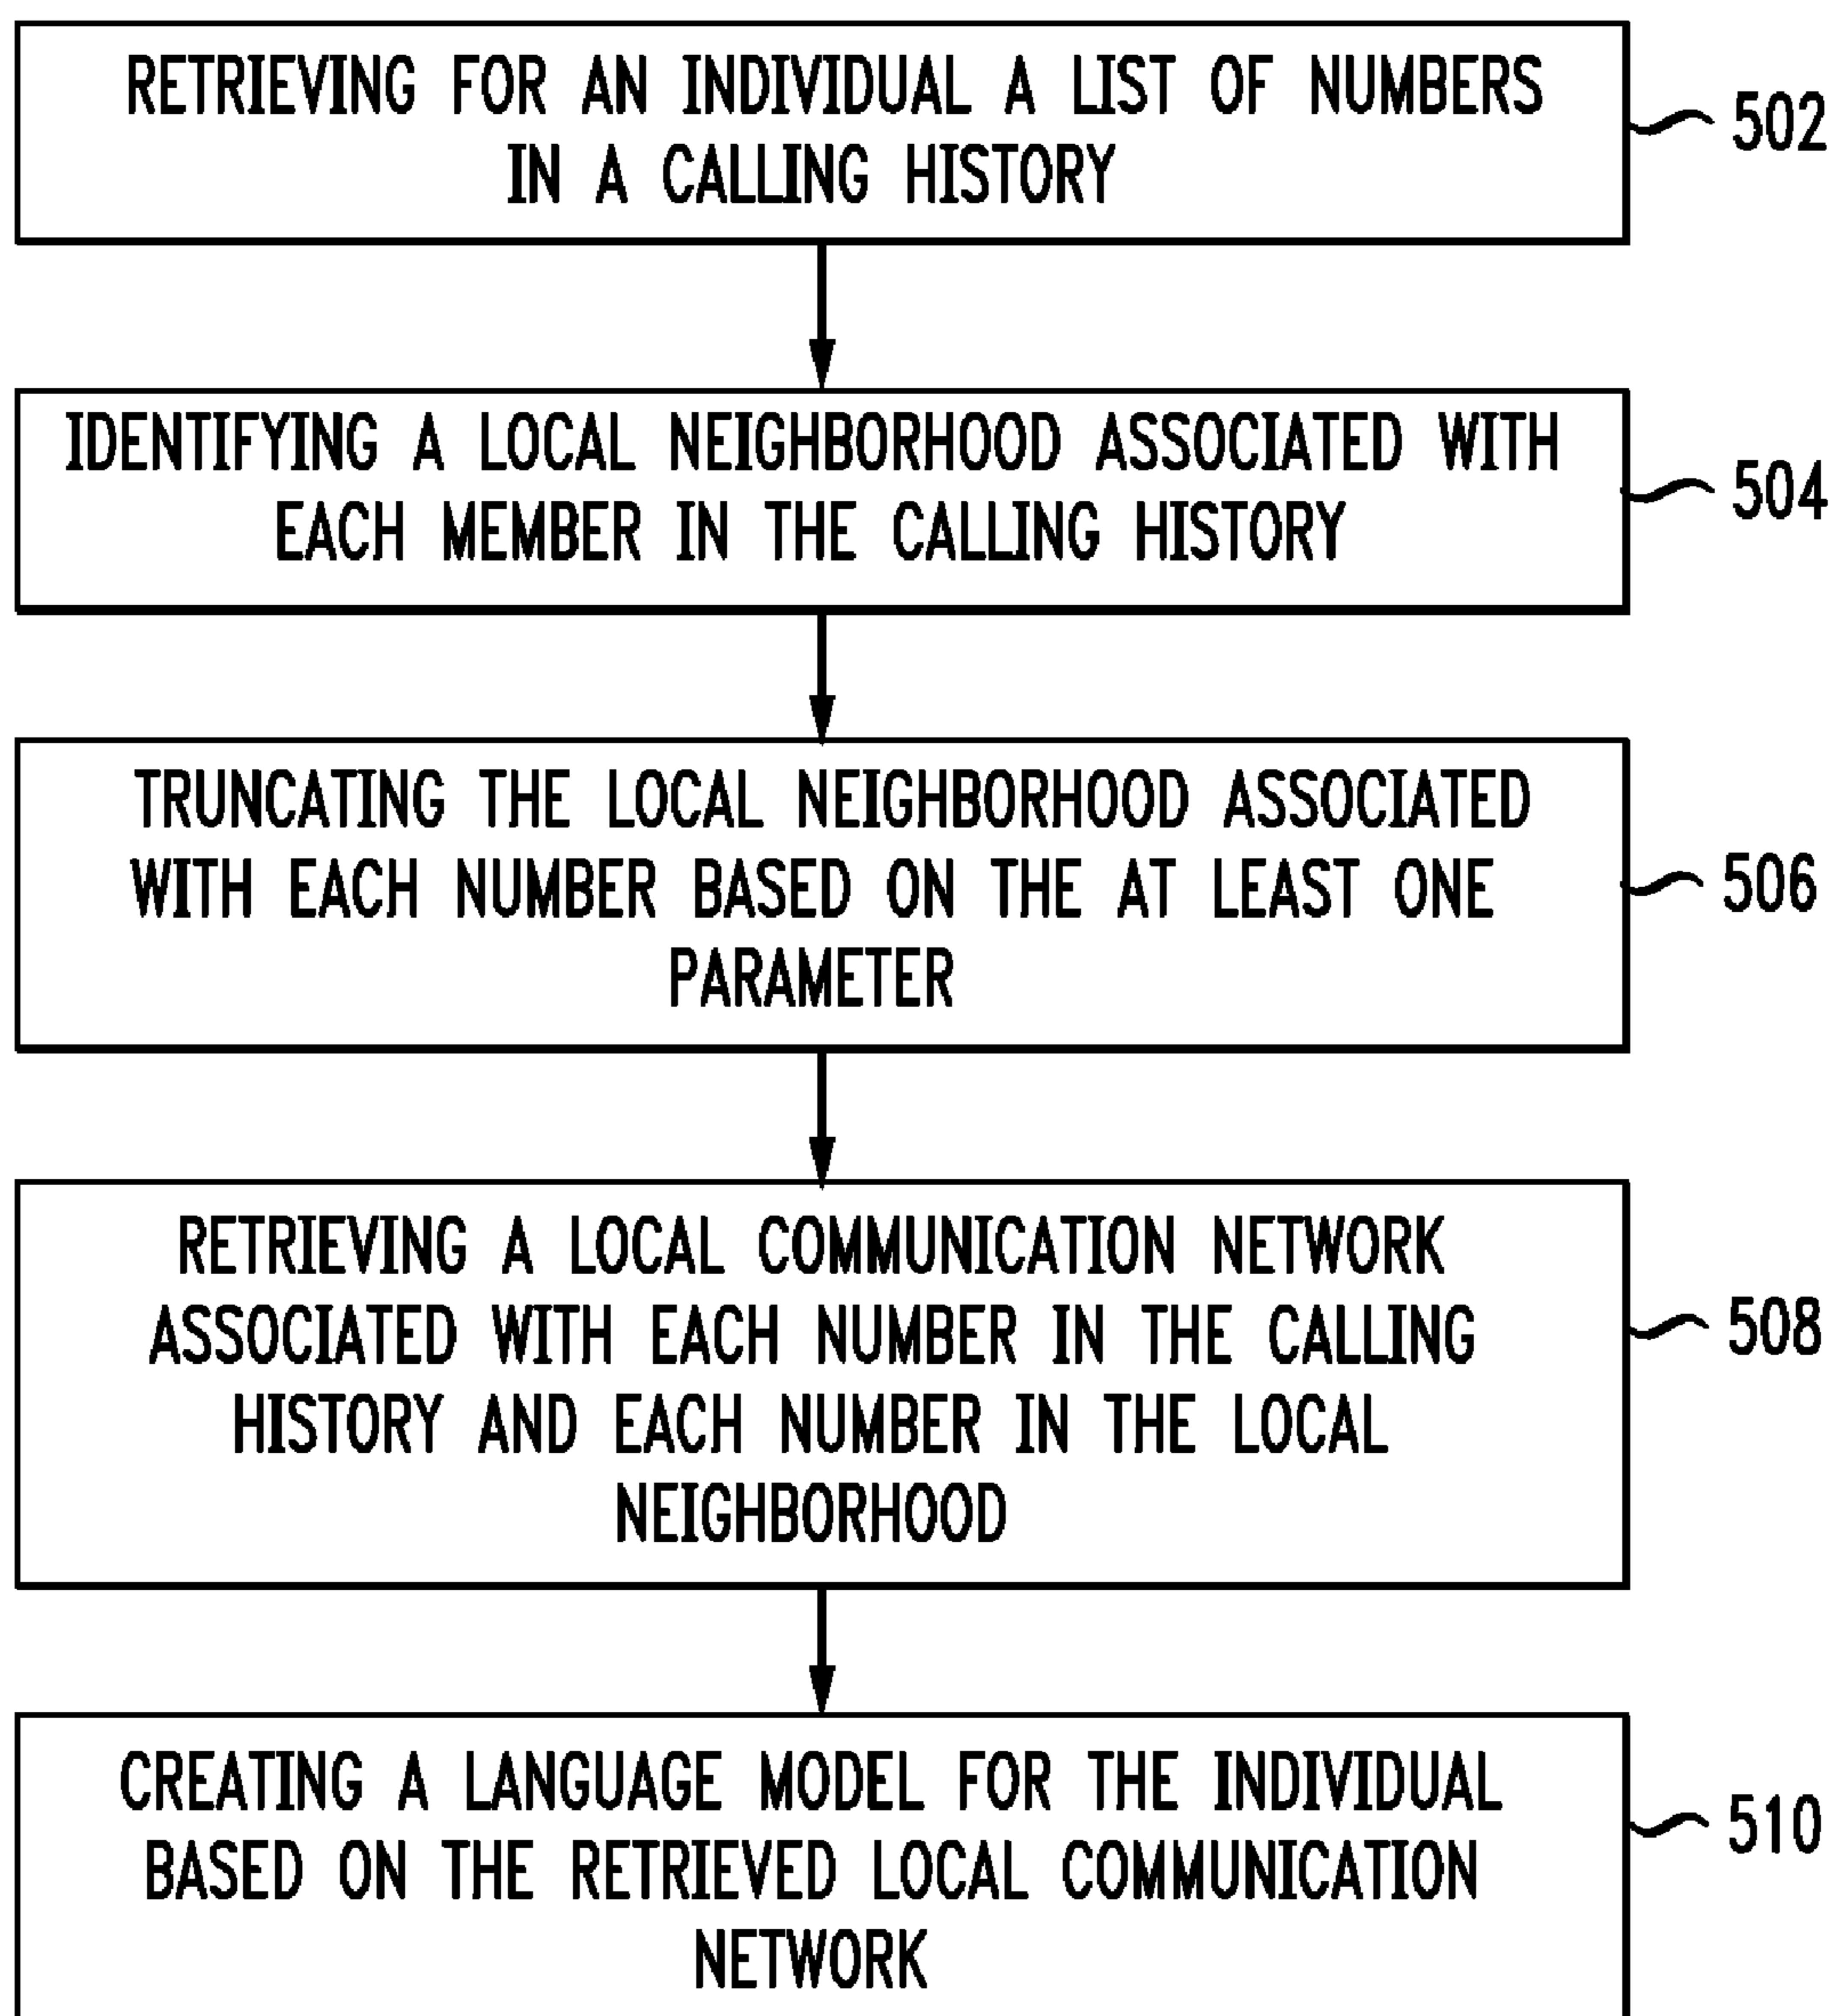 RETRIEVING FOR AN INDIVIDUAL A LIST OF NUMBERS
IN A CALLING HISTORY
502
IDENTIFYING A LOCAL NEIGHBORHOOD ASSOCIATED WITH
EACH MEMBER IN THE CALLING HISTORY
504
TRUNCATING THE LOCAL NEIGHBORHOOD ASSOCIATED
WITH EACH NUMBER BASED ON THE AT LEAST ONE
PARAMETER
506
RETRIEVING A LOCAL COMMUNICATION NETWORK
ASSOCIATED WITH EACH NUMBER IN THE CALLING
HISTORY AND EACH NUMBER IN THE LOCAL
NEIGHBORHOOD
508
CREATING A LANGUAGE MODEL FOR THE INDIVIDUAL
BASED ON THE RETRIEVED LOCAL COMMUNICATION
NETWORK
510